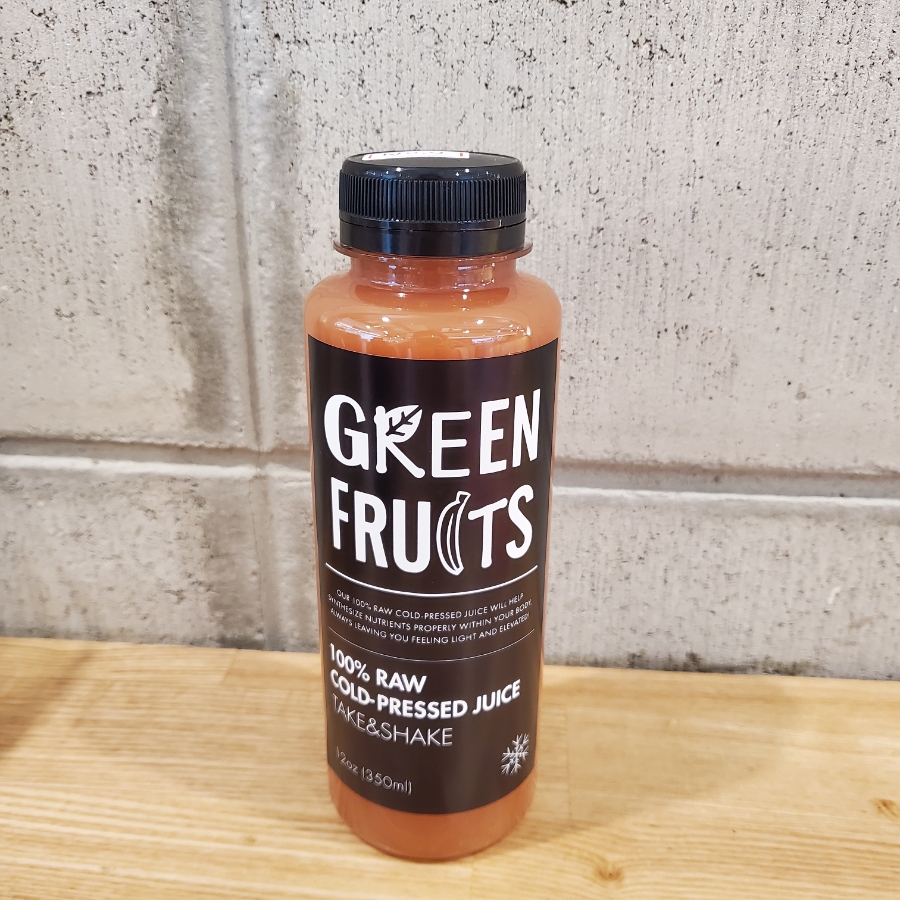 GREEN
FRUITS
OUR 100% RAW COLD-PRESSED JUICE WILL HELP
SYNTHESIZE NUTRIENTS PROPERLY WITHIN YOUR BODY,
ALWAYS LEAVING YOU FEELING LIGHT AND ELEVATED!
100% RAW
COLD-PRESSED JUICE
TAKE&SHAKE
12oz (350ml)